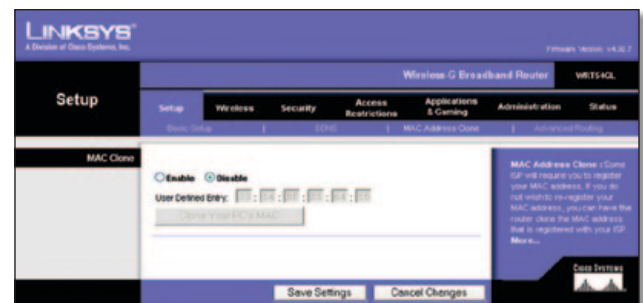 LINKSYS®
A Division of Cisco Systems, Inc.
Firmware Version: v4.30.7
Wireless-G Broadband Router WRT54GL
Setup
Setup Wireless Security Access Restrictions Applications & Gaming Administration Status
Basic Setup | DDNS | MAC Address Clone | Advanced Routing
MAC Clone
Enable Disable
User Defined Entry: : : : : :
Clone Your PC's MAC
MAC Address Clone : Some
ISP will require you to register
your MAC address. If you do
not wish to re-register your
MAC address, you can have the
router clone the MAC address
that is registered with your ISP.
More...
Save Settings Cancel Changes
CISCO SYSTEMS